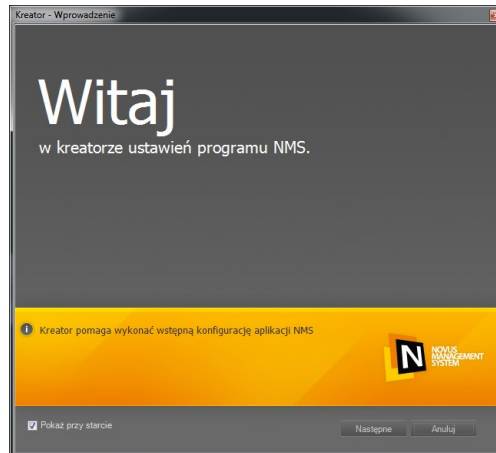 Kreator - Wprowadzenie
Witaj
w kreatorze ustawień programu NMS.
Kreator pomaga wykonać wstępną konfigurację aplikacji NMS
N
NOVUS
MANAGEMENT
SYSTEM
Pokaż przy starcie
Następne
Anuluj